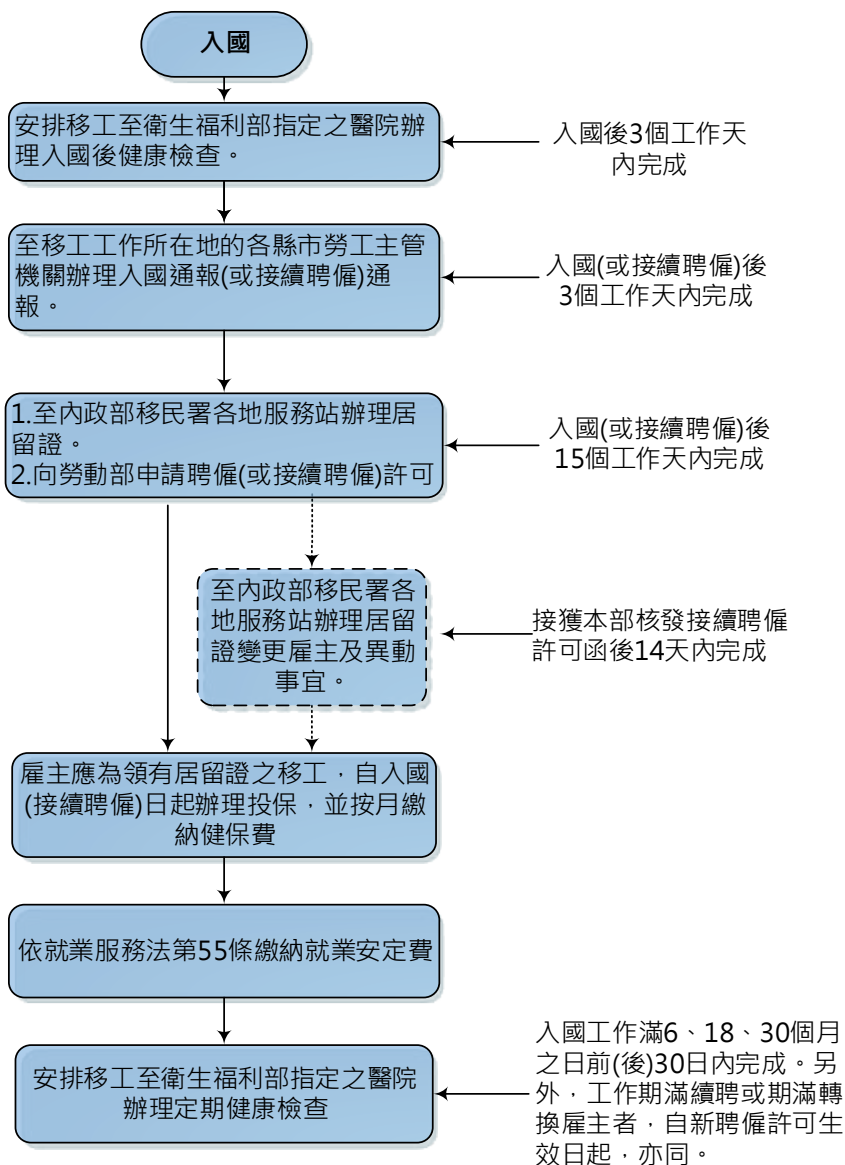 入國
安排移工至衛生福利部指定之醫院辦
理入國後健康檢查。
入國後3個工作天
內完成
至移工工作所在地的各縣市勞工主管
機關辦理入國通報(或接續聘僱)通
報。
入國(或接續聘僱)後
3個工作天內完成
1.至內政部移民署各地服務站辦理居
留證。
2.向勞動部申請聘僱(或接續聘僱)許可
入國(或接續聘僱)後
15個工作天內完成
至內政部移民署各
地服務站辦理居留
證變更雇主及異動
事宜。
接獲本部核發接續聘僱
許可函後14天內完成
雇主應為領有居留證之移工，自入國
(接續聘僱)日起辦理投保，並按月繳
納健保費
依就業服務法第55條繳納就業安定費
安排移工至衛生福利部指定之醫院
辦理定期健康檢查
入國工作滿6、18、30個月
之日前(後)30日內完成。另
外，工作期滿續聘或期滿轉
換雇主者，自新聘僱許可生
效日起，亦同。